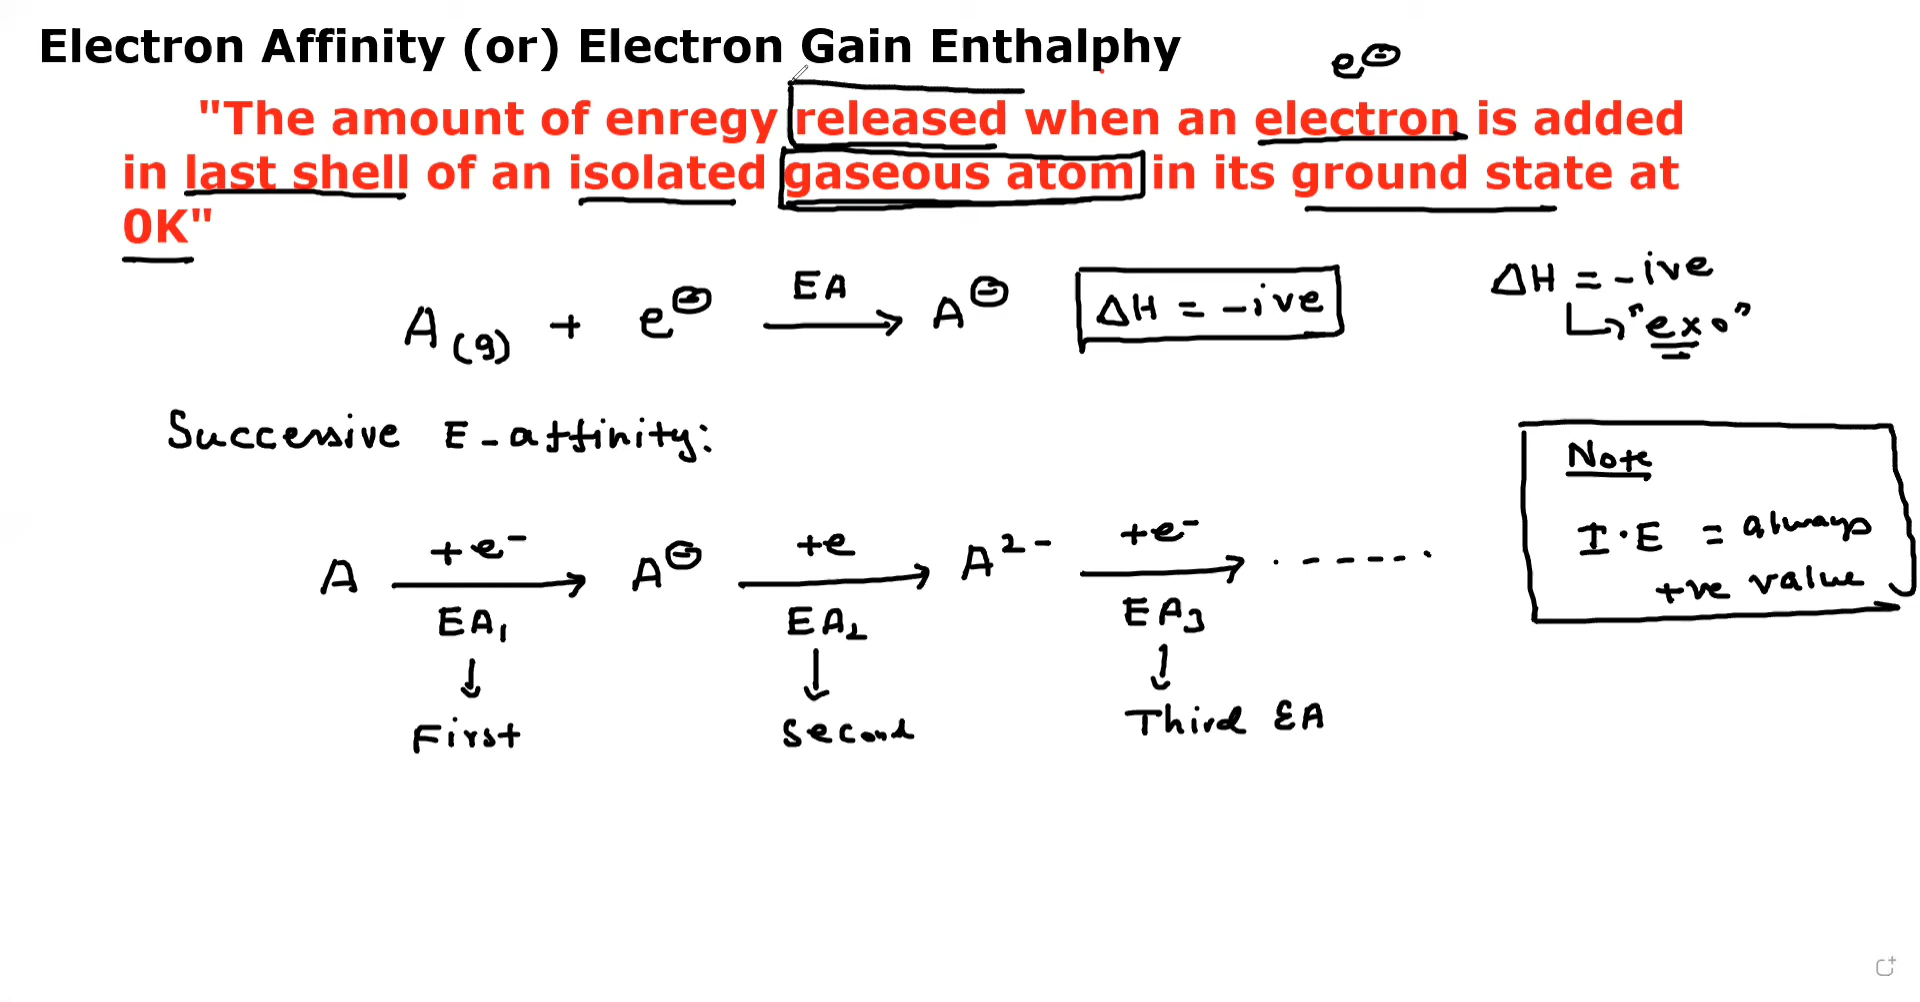 Electron Affinity (or) Electron Gain Enthalphy
e⊖
"The amount of enregy released when an electron is added
in last shell of an isolated gaseous atom in its ground state at
0K"
A(g) + e⊖ EA → A⊖ ΔH = -ive
ΔH = -ive
↳ "exo"
Successive E-affinity:
A +e⁻ → A⊖ +e → A²⁻ +e⁻ → ......
EA₁ EA₂ EA₃
↓ ↓ ↓
First Second Third EA
Note
I·E = always
+ve value